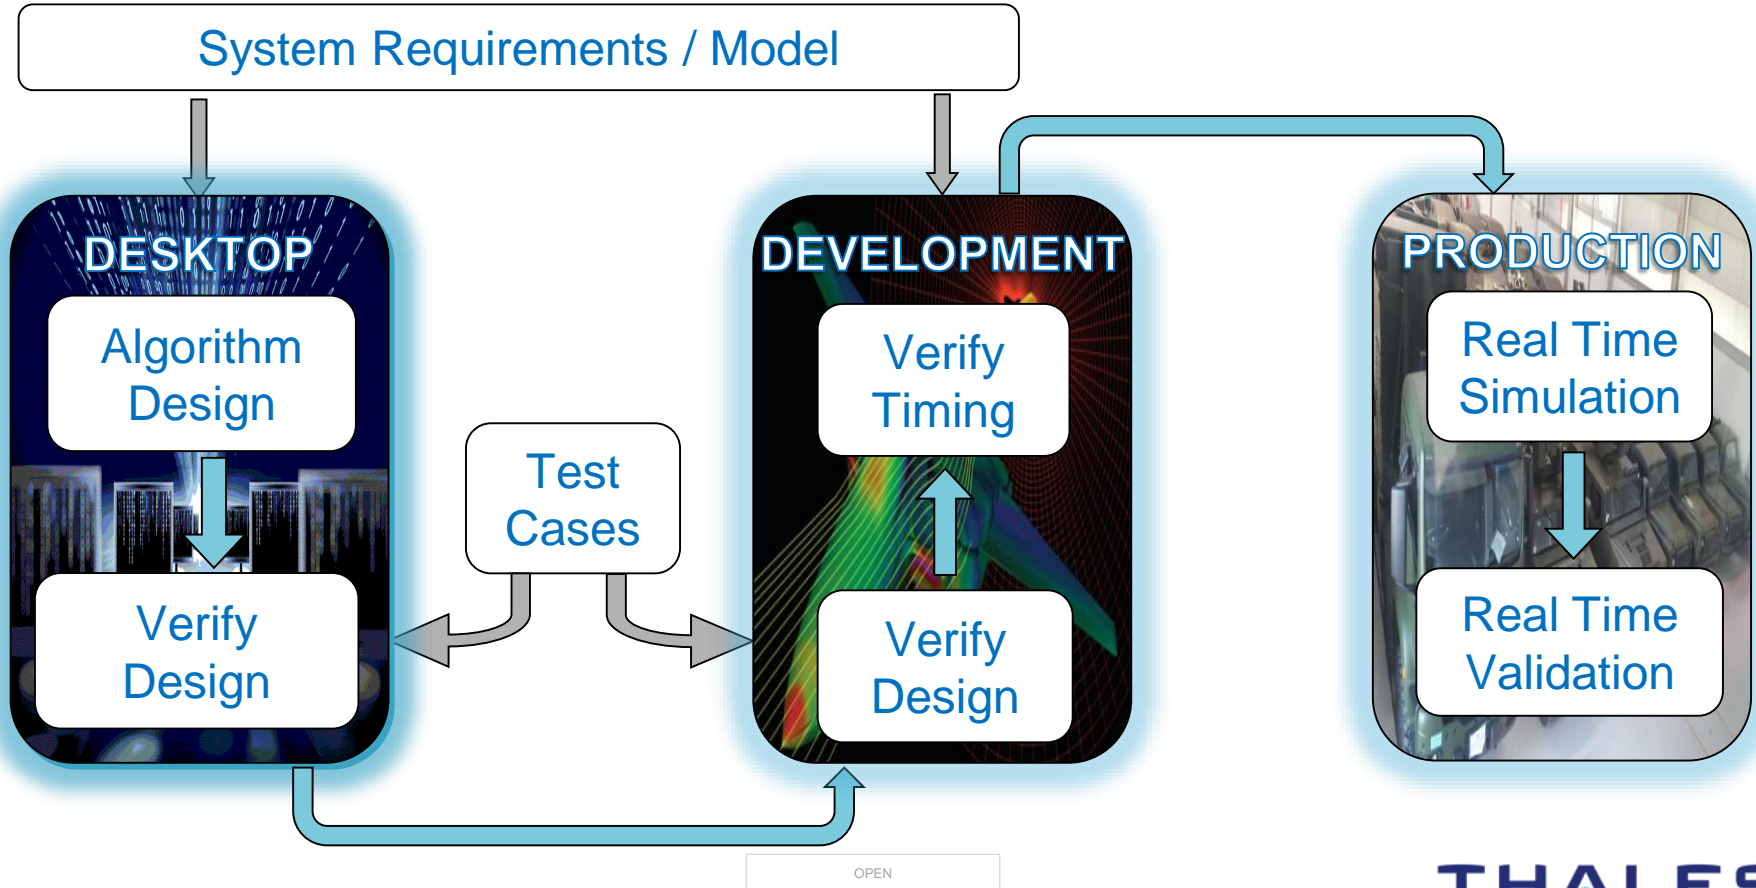 System Requirements / Model
DESKTOP
Algorithm
Design
Verify
Design
Test
Cases
DEVELOPMENT
Verify
Timing
Verify
Design
PRODUCTION
Real Time
Simulation
Real Time
Validation
OPEN
THALES